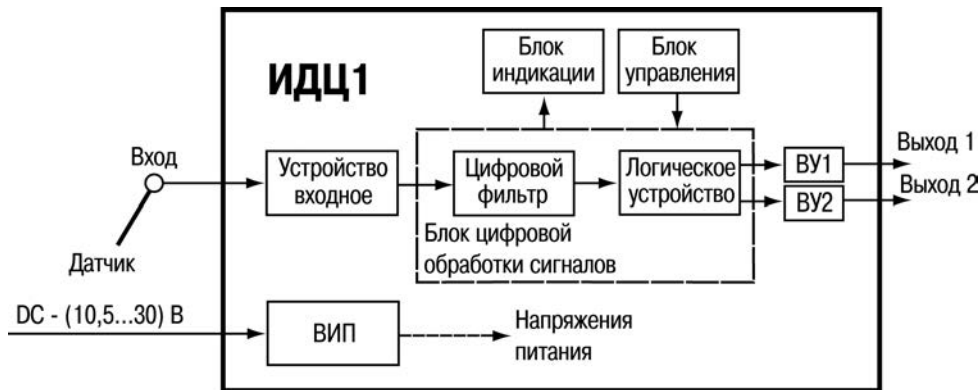 Блок
индикации
Блок
управления
ИДЦ1
Вход
Датчик
Устройство
входное
Цифровой
фильтр
Логическое
устройство
Блок цифровой
обработки сигналов
ВУ1
ВУ2
Выход 1
Выход 2
DC - (10,5...30) В
ВИП
Напряжения
питания